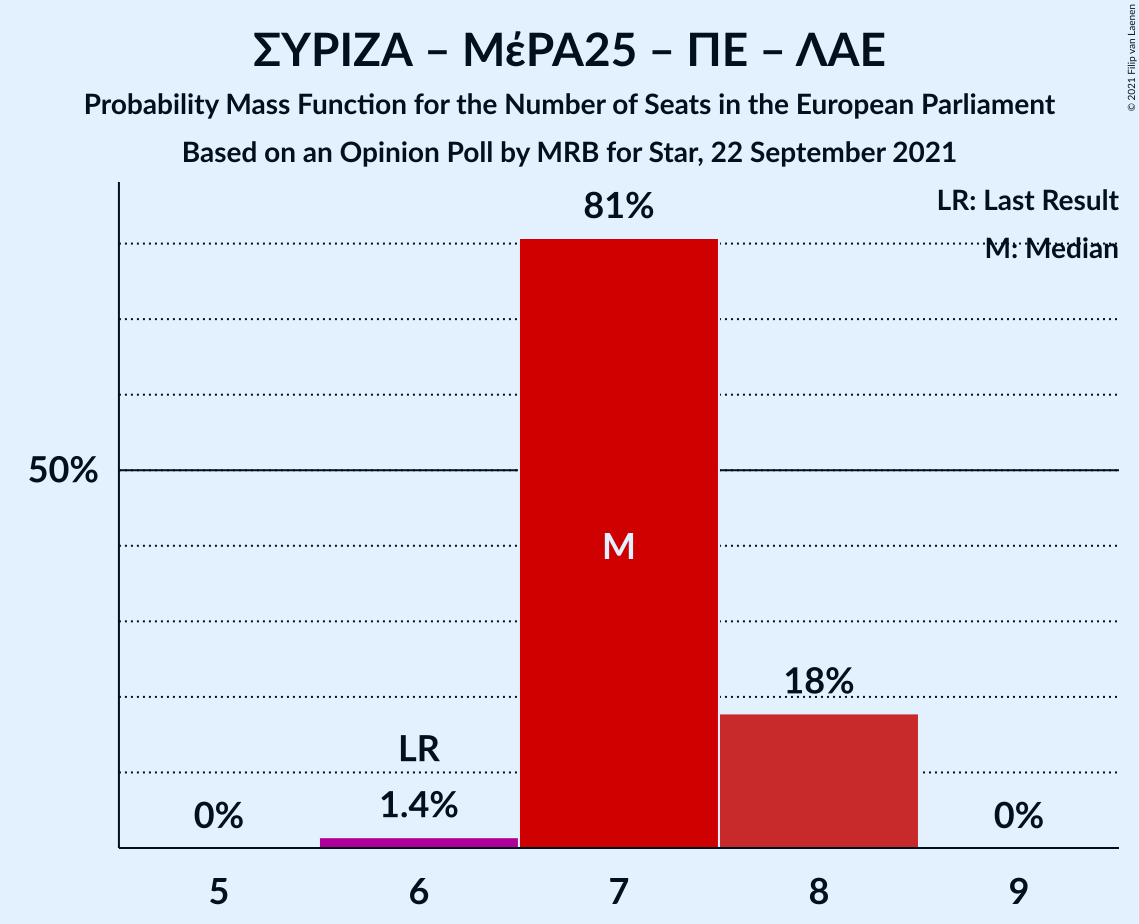 ΣΥΡΙΖΑ – ΜέΡΑ25 – ΠΕ – ΛΑΕ
Probability Mass Function for the Number of Seats in the European Parliament
Based on an Opinion Poll by MRB for Star, 22 September 2021
© 2021 Filip van Laenen
LR: Last Result
M: Median
81%
50%
M
18%
LR
1.4%
0%
0%
5 6 7 8 9